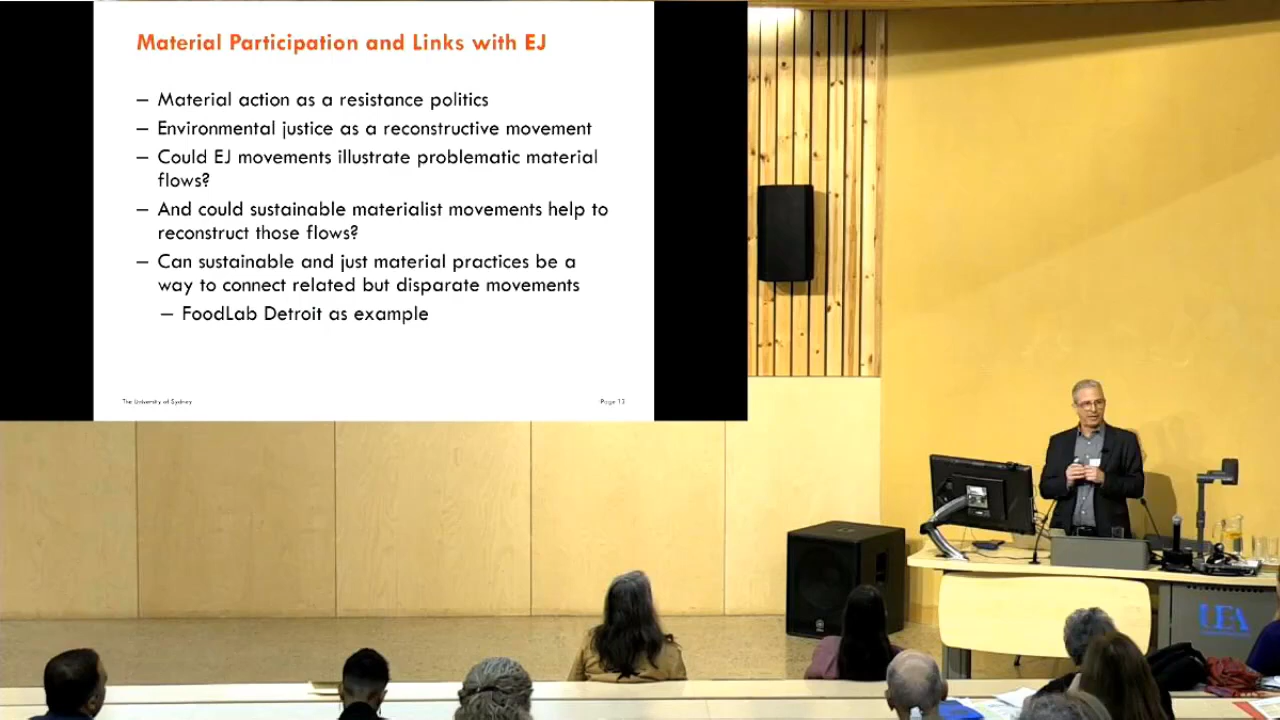 Material Participation and Links with EJ
– Material action as a resistance politics
– Environmental justice as a reconstructive movement
– Could EJ movements illustrate problematic material
flows?
– And could sustainable materialist movements help to
reconstruct those flows?
– Can sustainable and just material practices be a
way to connect related but disparate movements
– FoodLab Detroit as example
The University of Sydney
Page 13
UEA